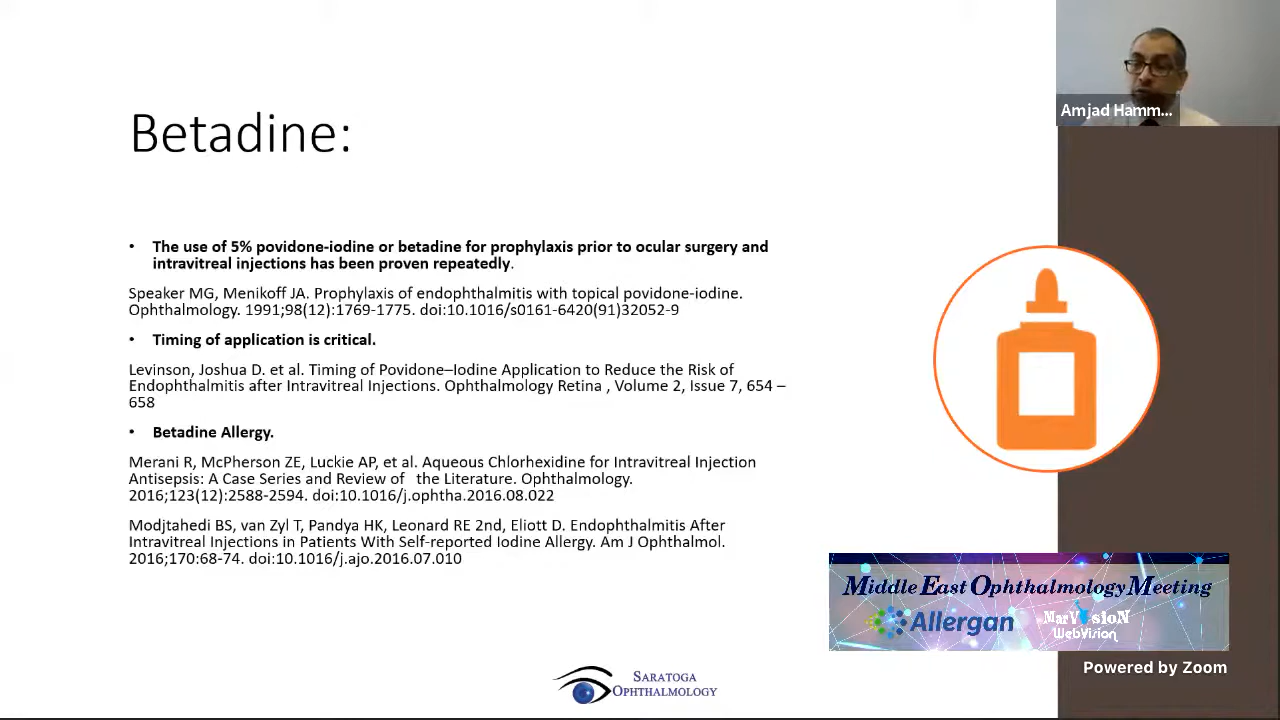 Betadine:
• The use of 5% povidone-iodine or betadine for prophylaxis prior to ocular surgery and
intravitreal injections has been proven repeatedly.
Speaker MG, Menikoff JA. Prophylaxis of endophthalmitis with topical povidone-iodine.
Ophthalmology. 1991;98(12):1769-1775. doi:10.1016/s0161-6420(91)32052-9
• Timing of application is critical.
Levinson, Joshua D. et al. Timing of Povidone–Iodine Application to Reduce the Risk of
Endophthalmitis after Intravitreal Injections. Ophthalmology Retina , Volume 2, Issue 7, 654 –
658
• Betadine Allergy.
Merani R, McPherson ZE, Luckie AP, et al. Aqueous Chlorhexidine for Intravitreal Injection
Antisepsis: A Case Series and Review of the Literature. Ophthalmology.
2016;123(12):2588-2594. doi:10.1016/j.ophtha.2016.08.022
Modjtahedi BS, van Zyl T, Pandya HK, Leonard RE 2nd, Eliott D. Endophthalmitis After
Intravitreal Injections in Patients With Self-reported Iodine Allergy. Am J Ophthalmol.
2016;170:68-74. doi:10.1016/j.ajo.2016.07.010
Amjad Hamm...
Middle East Ophthalmology Meeting
Allergan
MarVision
WebVision
Powered by Zoom
Saratoga
Ophthalmology